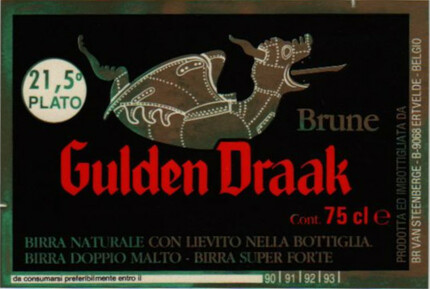 21,5°
PLATO
Brune
Gulden Draak
Cont. 75 cl e
BIRRA NATURALE CON LIEVITO NELLA BOTTIGLIA.
BIRRA DOPPIO MALTO - BIRRA SUPER FORTE
da consumarsi preferibilmente entro il
90 | 91 | 92 | 93 |
PRODOTTA ED IMBOTTIGLIATA DA
BR VAN STEENBERGE - B-9068 ERTVELDE - BELGIO